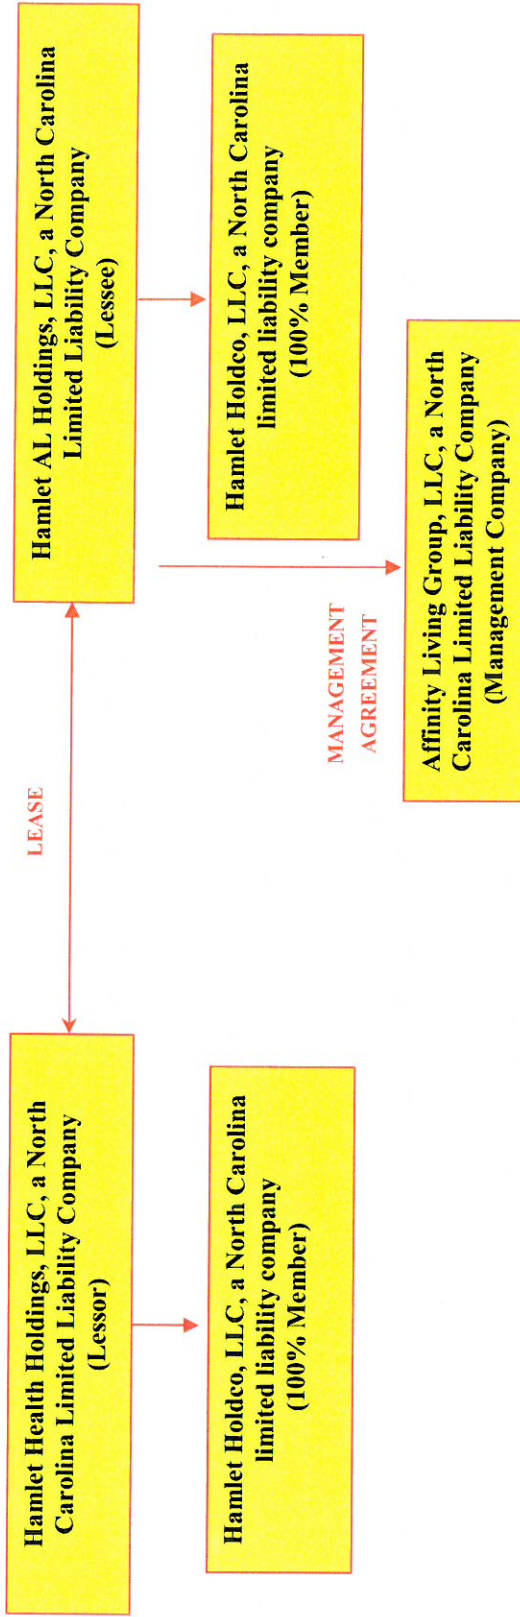 Hamlet Health Holdings, LLC, a North
Carolina Limited Liability Company
(Lessor)
LEASE
Hamlet AL Holdings, LLC, a North Carolina
Limited Liability Company
(Lessee)
Hamlet Holdco, LLC, a North Carolina
limited liability company
(100% Member)
Hamlet Holdco, LLC, a North Carolina
limited liability company
(100% Member)
MANAGEMENT
AGREEMENT
Affinity Living Group, LLC, a North
Carolina Limited Liability Company
(Management Company)